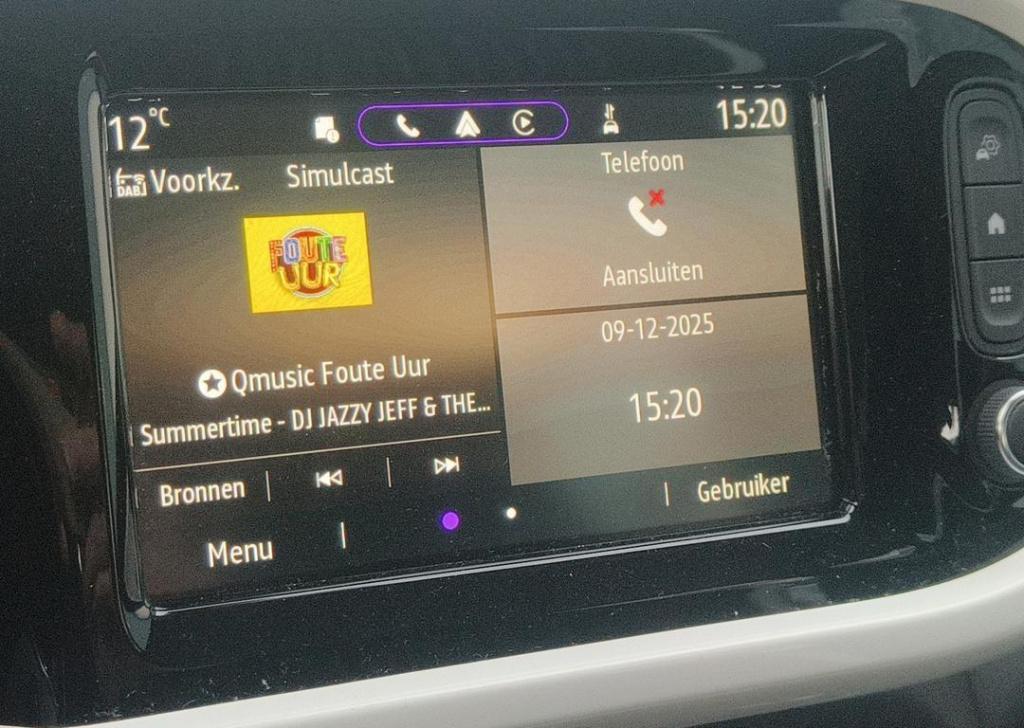 12°C
15:20
DAB Voorkz.
Simulcast
FOUTE
UUR
Qmusic Foute Uur
Summertime - DJ JAZZY JEFF & THE...
Bronnen
Menu
Telefoon
Aansluiten
09-12-2025
15:20
Gebruiker